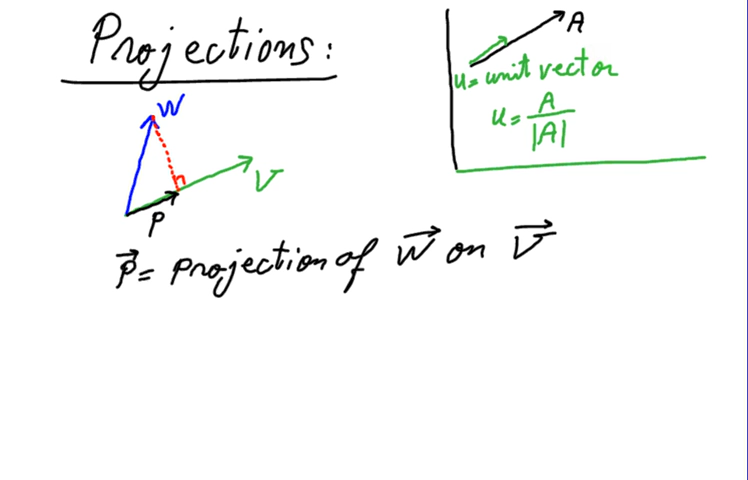 Projections:
W
V
P
P⃗ = Projection of W⃗ on V⃗
A
u = unit vector
u = A / |A|